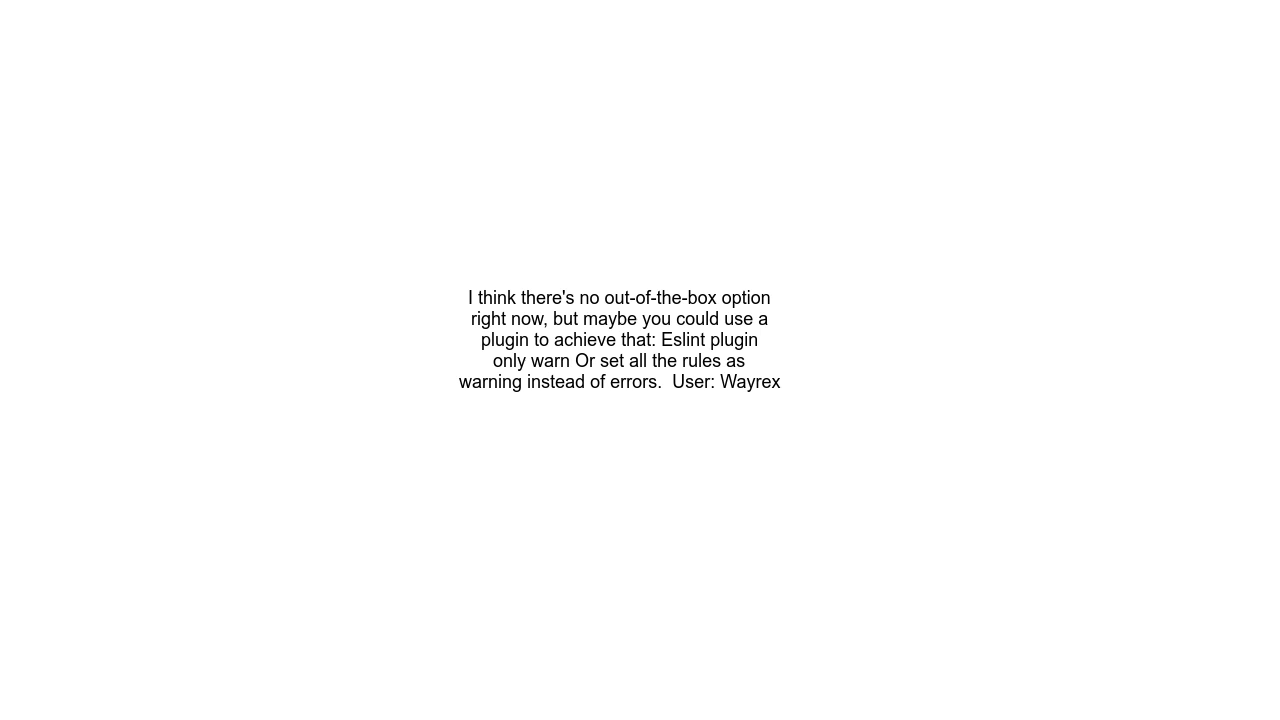 I think there's no out-of-the-box option
right now, but maybe you could use a
plugin to achieve that: Eslint plugin
only warn Or set all the rules as
warning instead of errors.  User: Wayrex